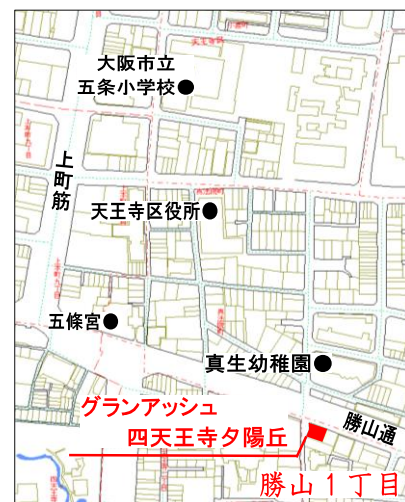 大阪市立
五条小学校●
上町筋
天王寺区役所●
五條宮●
真生幼稚園●
グランアッシュ
四天王寺夕陽丘
勝山通
勝山１丁目